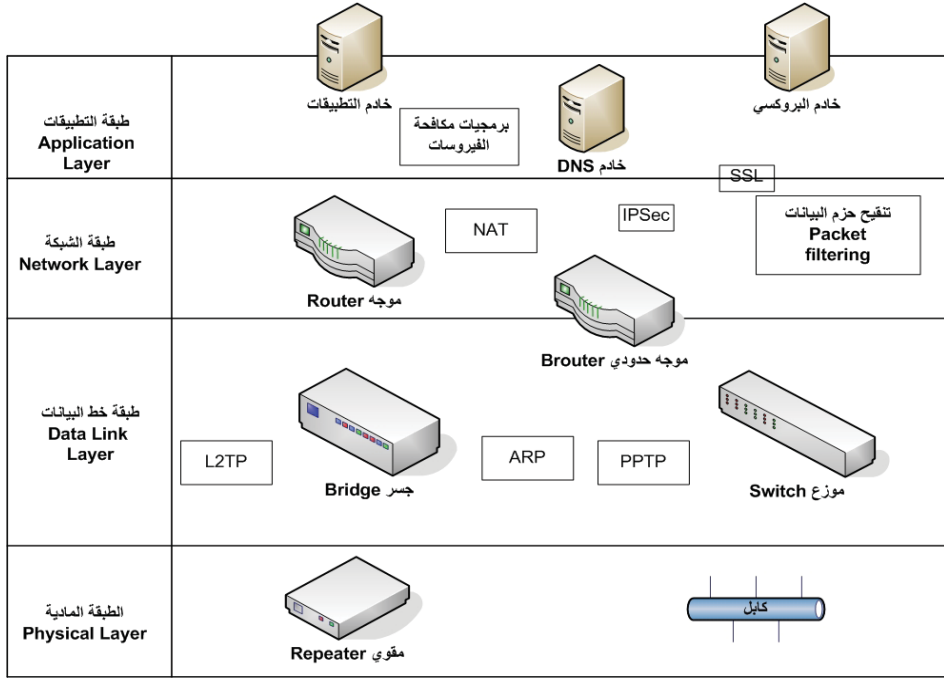 طبقة التطبيقات
Application
Layer
خادم التطبيقات
برمجيات مكافحة
الفيروسات
خادم DNS
خادم البروكسي
SSL
طبقة الشبكة
Network Layer
موجه Router
NAT
IPSec
تنقيح حزم البيانات
Packet
filtering
موجه حدودي Brouter
طبقة خط البيانات
Data Link
Layer
L2TP
جسر Bridge
ARP
PPTP
موزع Switch
الطبقة المادية
Physical Layer
مقوي Repeater
كابل